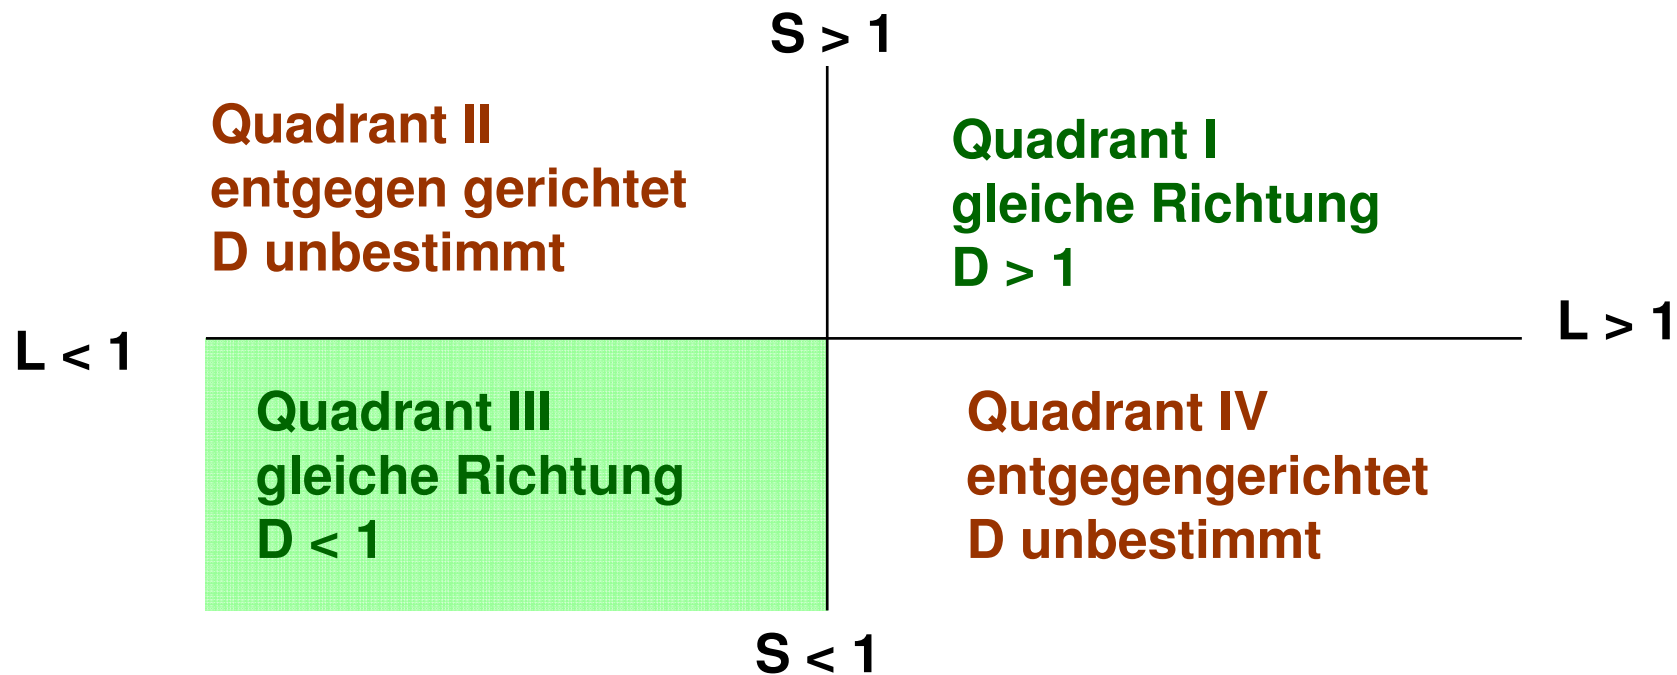 S > 1
Quadrant II
entgegen gerichtet
D unbestimmt
Quadrant I
gleiche Richtung
D > 1
L < 1
L > 1
Quadrant III
gleiche Richtung
D < 1
Quadrant IV
entgegengerichtet
D unbestimmt
S < 1